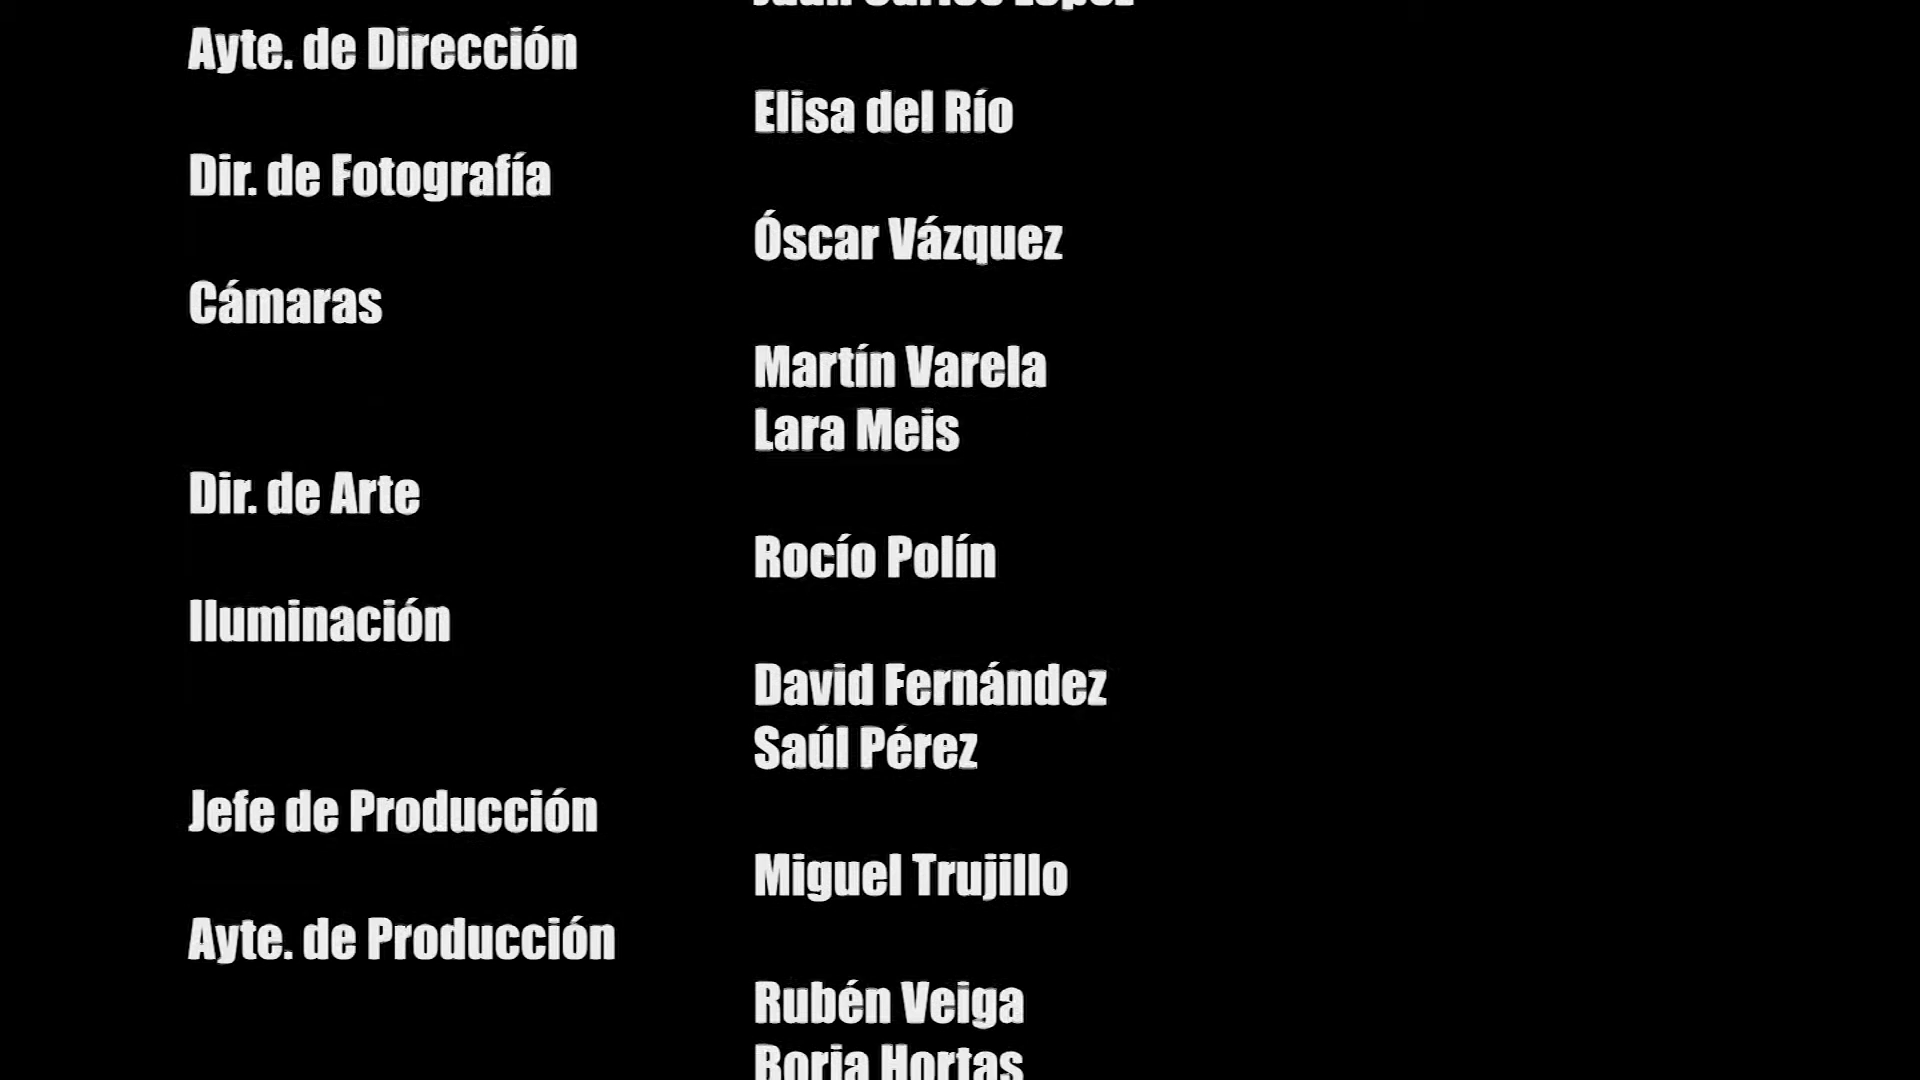 Juan Carlos López
Ayte. de Dirección
Elisa del Río
Dir. de Fotografía
Óscar Vázquez
Cámaras
Martín Varela
Lara Meis
Dir. de Arte
Rocío Polín
Iluminación
David Fernández
Saúl Pérez
Jefe de Producción
Miguel Trujillo
Ayte. de Producción
Rubén Veiga
Borja Hortas